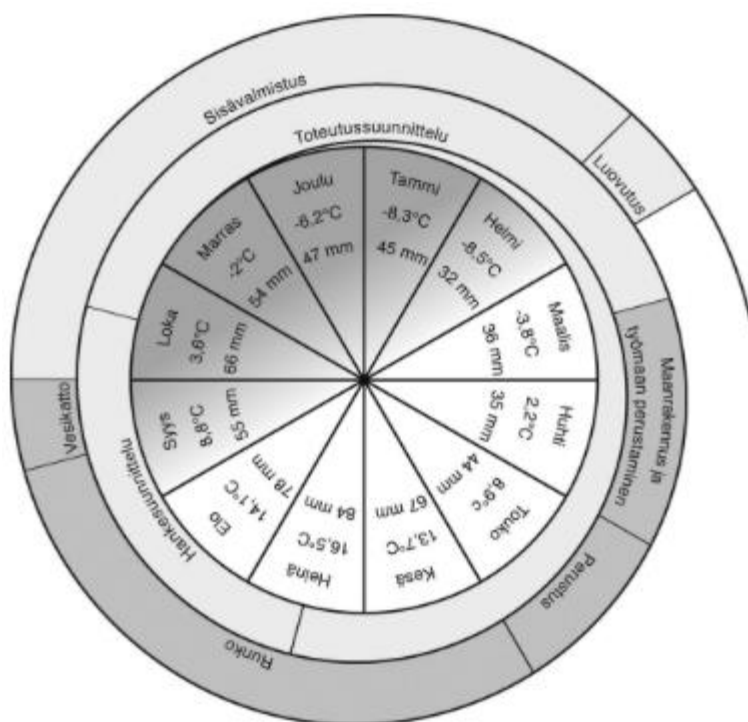 Sisävalmistus
Luovutus
Toteutussuunnittelu
Tammi
-8,3°C
45 mm
Helmi
-8,5°C
32 mm
Maalis
-3,8°C
36 mm
Huhti
2,2°C
35 mm
Touko
8,9°c
44 mm
Kesä
13,7°C
67 mm
Heinä
16,5°C
84 mm
Elo
14,1°C
78 mm
Syys
8,8°C
55 mm
Loka
3,6°C
66 mm
Marras
-2°C
54 mm
Joulu
-6,2°C
47 mm
Maanrakennus ja
työmaan perustaminen
Perustus
Runko
Vesikatto
Hankesuunnittelu